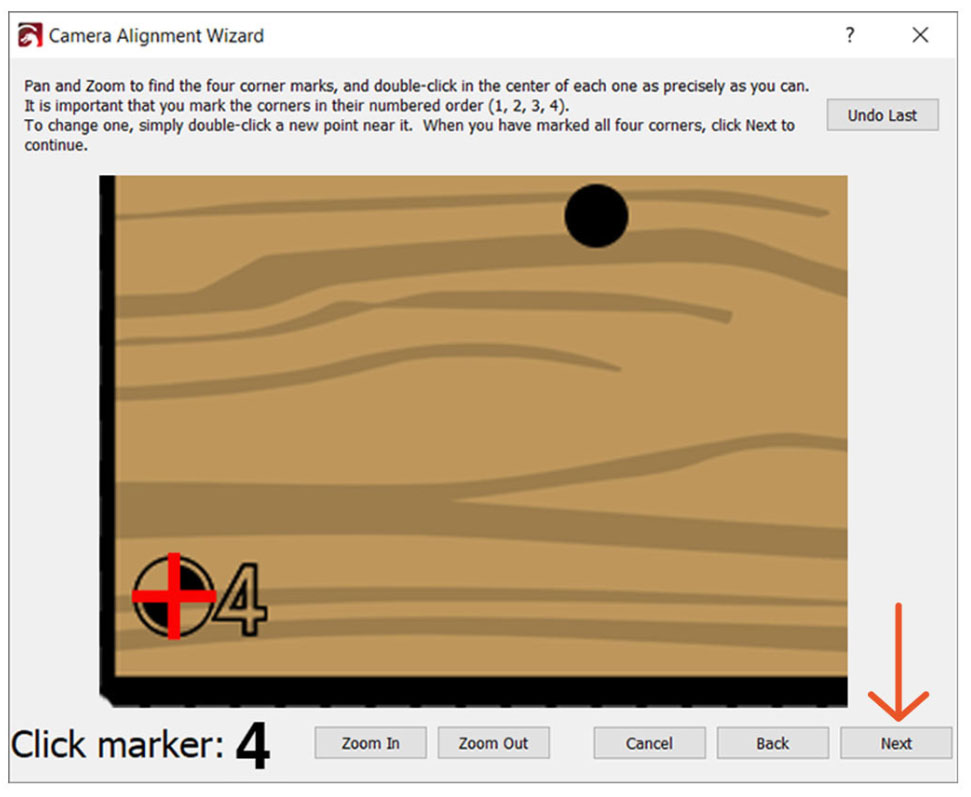 Camera Alignment Wizard
?
Pan and Zoom to find the four corner marks, and double-click in the center of each one as precisely as you can.
It is important that you mark the corners in their numbered order (1, 2, 3, 4).
To change one, simply double-click a new point near it.  When you have marked all four corners, click Next to
continue.
Undo Last
4
Click marker: 4
Zoom In
Zoom Out
Cancel
Back
Next